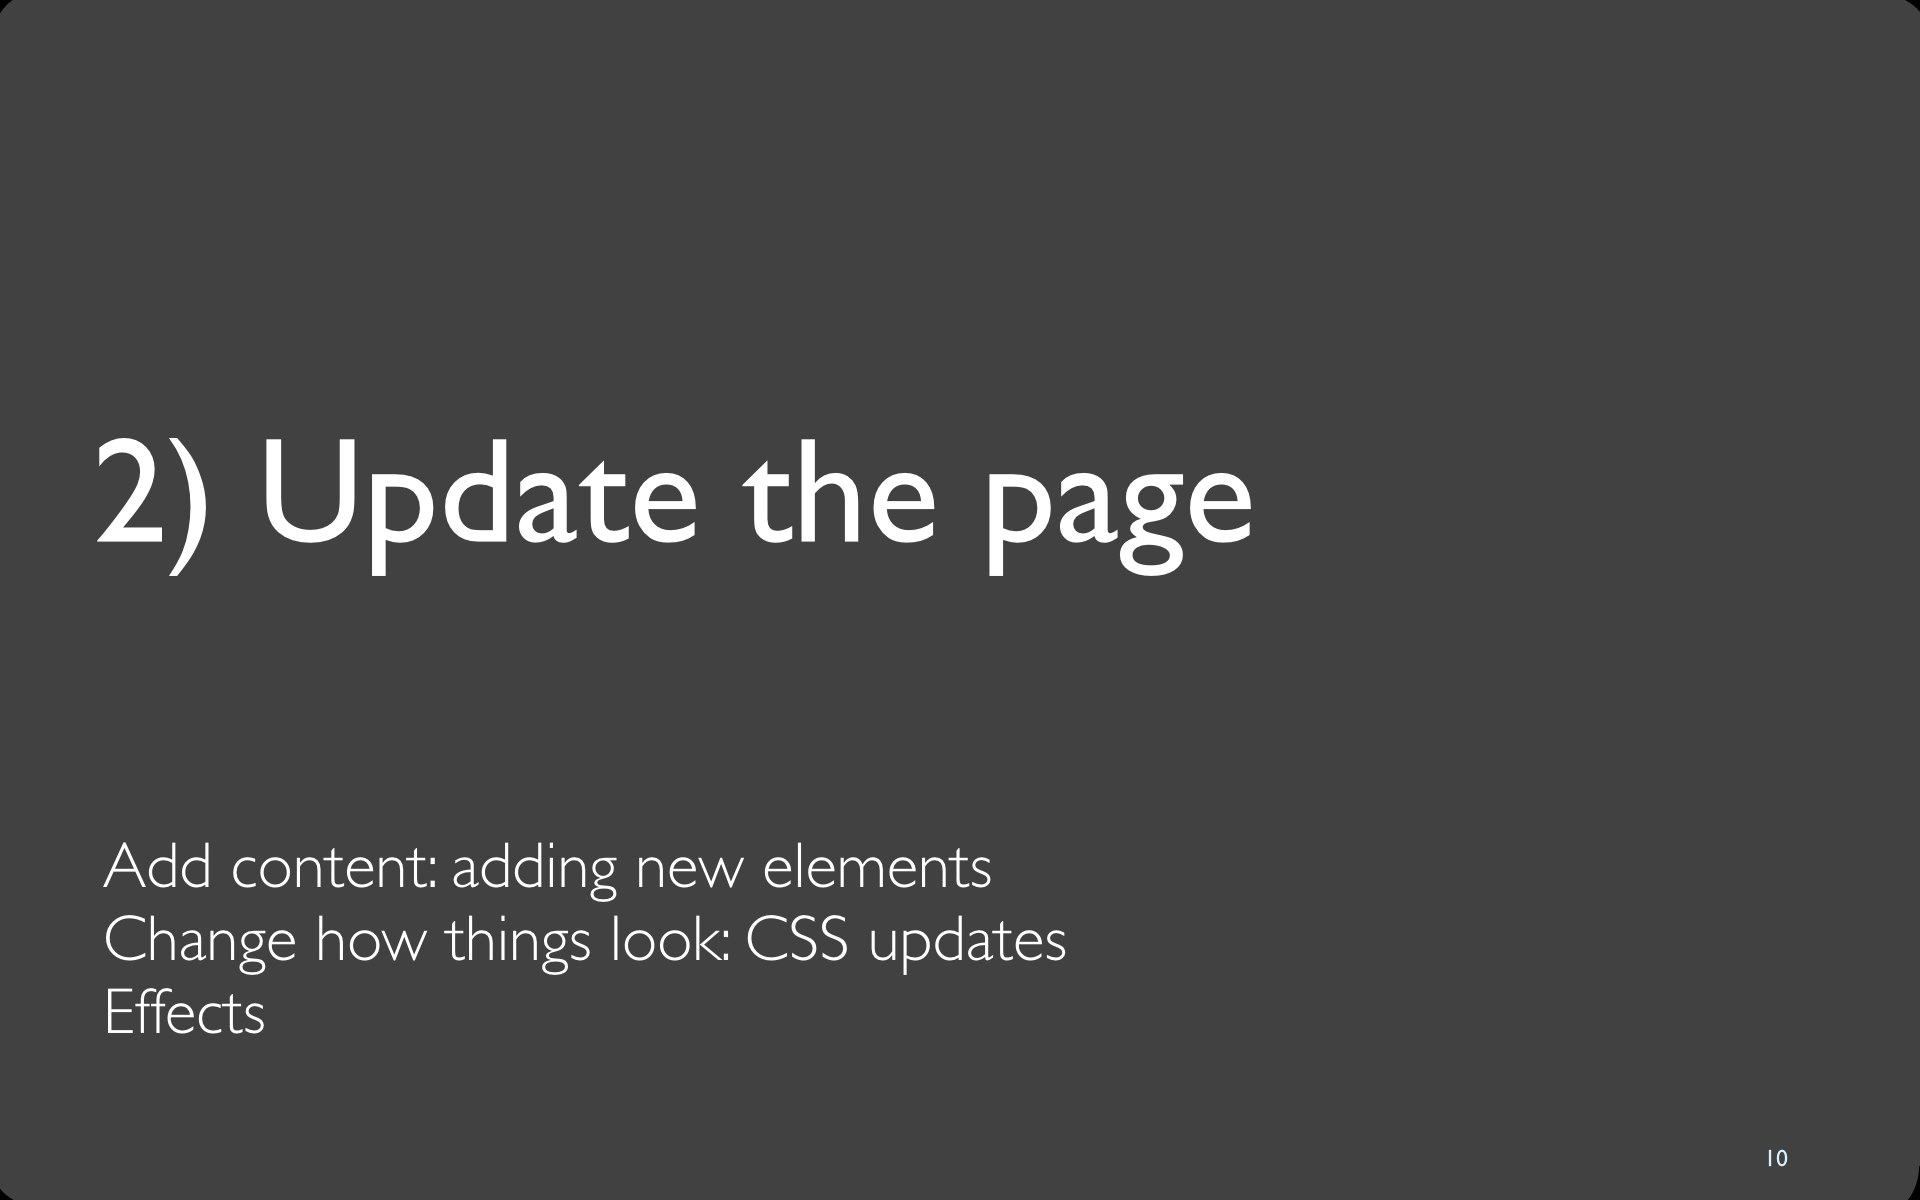 2) Update the page
Add content: adding new elements
Change how things look: CSS updates
Effects
10